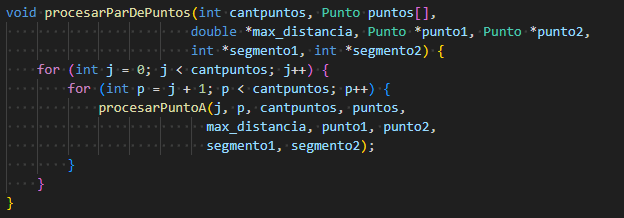 void procesarParDePuntos(int cantpuntos, Punto puntos[],
                         double *max_distancia, Punto *punto1, Punto *punto2,
                         int *segmento1, int *segmento2) {
    for (int j = 0; j < cantpuntos; j++) {
        for (int p = j + 1; p < cantpuntos; p++) {
            procesarPuntoA(j, p, cantpuntos, puntos,
                           max_distancia, punto1, punto2,
                           segmento1, segmento2);
        }
    }
}